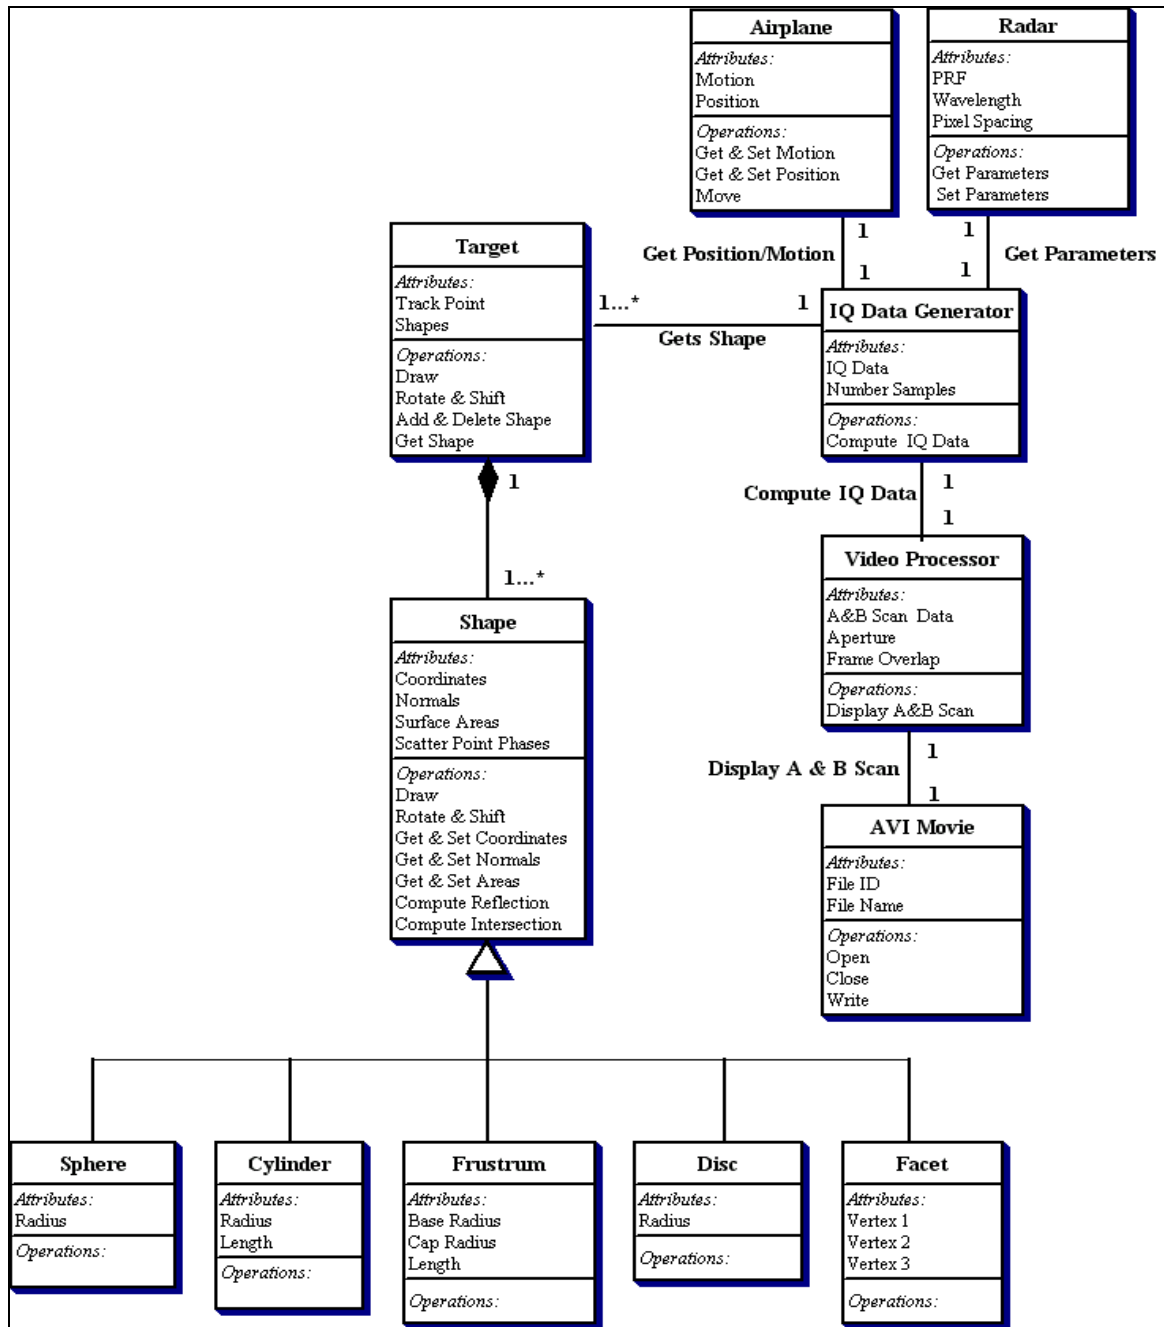 Airplane
Attributes:
Motion
Position
Operations:
Get & Set Motion
Get & Set Position
Move
Radar
Attributes:
PRF
Wavelength
Pixel Spacing
Operations:
Get Parameters
Set Parameters
1
1
Get Position/Motion
Get Parameters
1
1
Target
Attributes:
Track Point
Shapes
Operations:
Draw
Rotate & Shift
Add & Delete Shape
Get Shape
1...*
1
Gets Shape
IQ Data Generator
Attributes:
IQ Data
Number Samples
Operations:
Compute IQ Data
1
1
Compute IQ Data
1
Video Processor
Attributes:
A&B Scan Data
Aperture
Frame Overlap
Operations:
Display A&B Scan
1...*
Shape
Attributes:
Coordinates
Normals
Surface Areas
Scatter Point Phases
Operations:
Draw
Rotate & Shift
Get & Set Coordinates
Get & Set Normals
Get & Set Areas
Compute Reflection
Compute Intersection
1
Display A & B Scan
1
AVI Movie
Attributes:
File ID
File Name
Operations:
Open
Close
Write
Sphere
Attributes:
Radius
Operations:
Cylinder
Attributes:
Radius
Length
Operations:
Frustrum
Attributes:
Base Radius
Cap Radius
Length
Operations:
Disc
Attributes:
Radius
Operations:
Facet
Attributes:
Vertex 1
Vertex 2
Vertex 3
Operations: